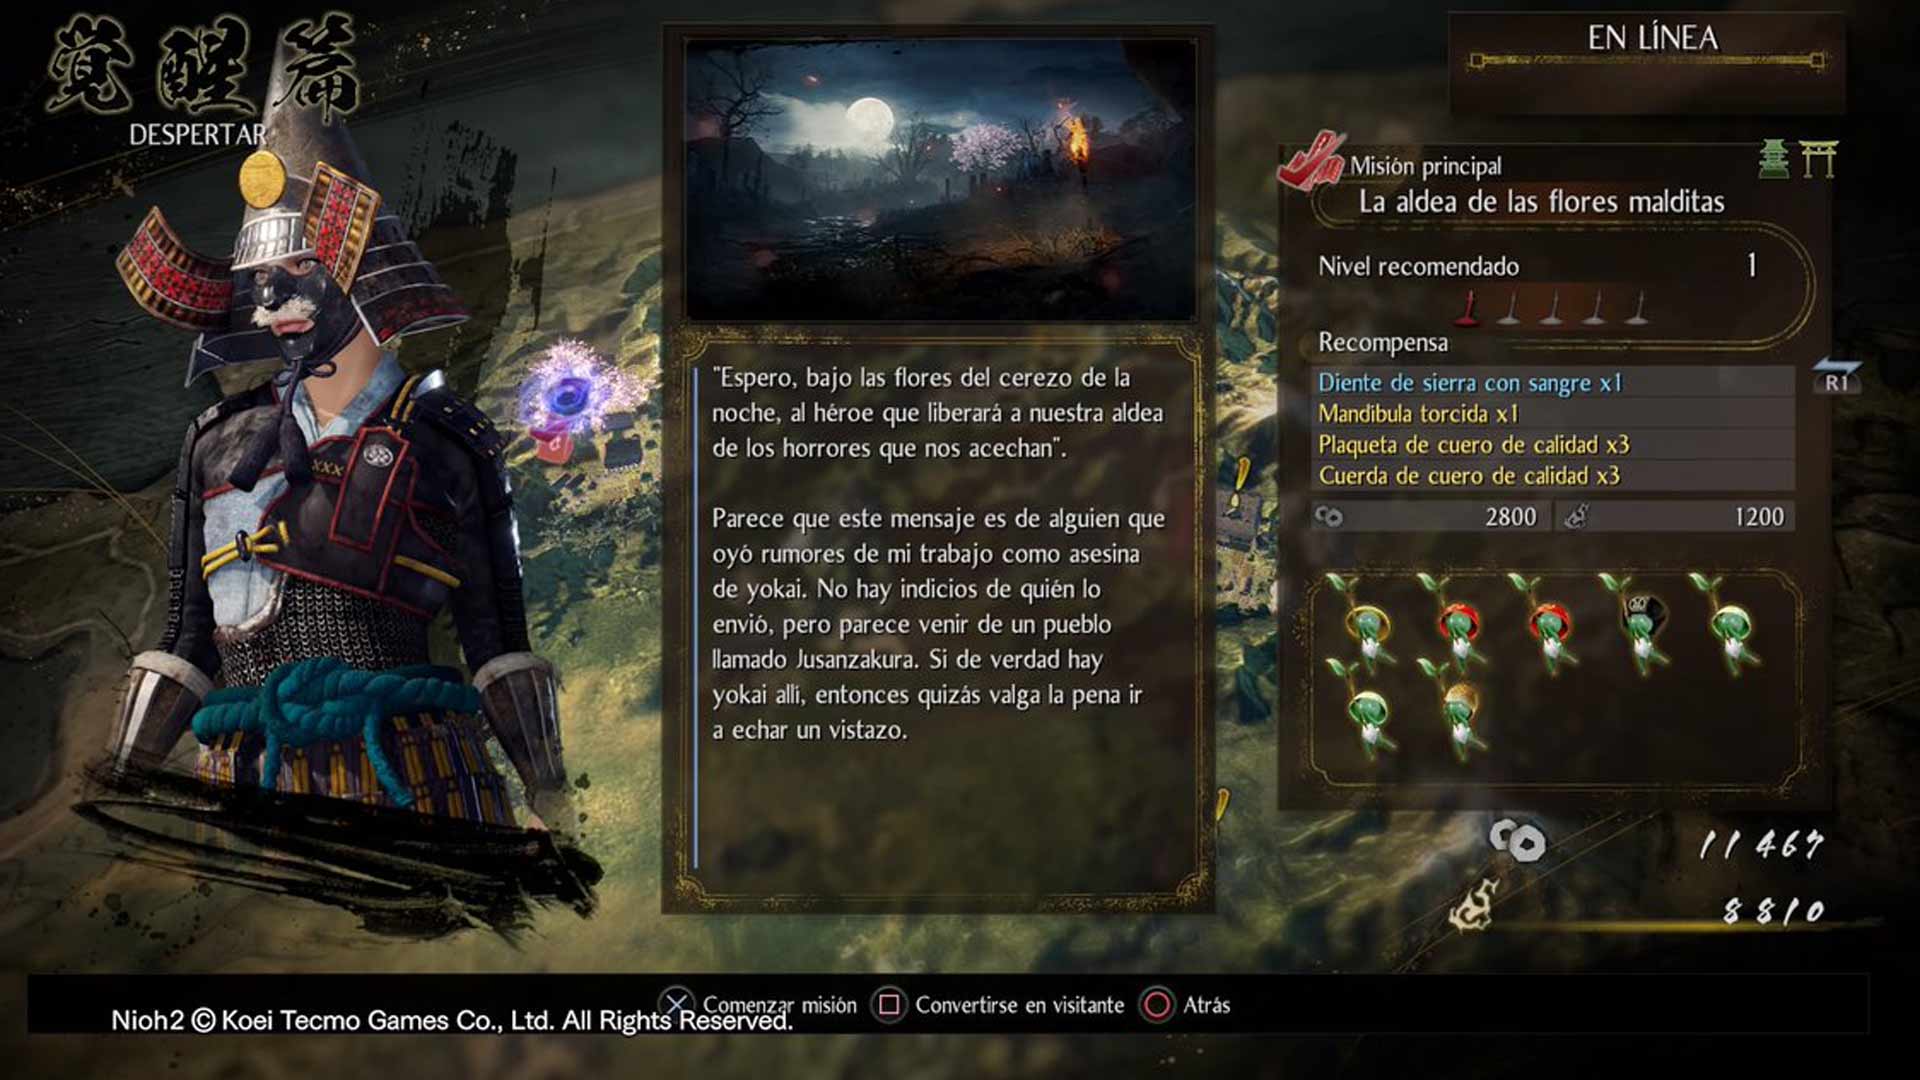 覚醒篇
DESPERTAR
EN LÍNEA
"Espero, bajo las flores del cerezo de la
noche, al héroe que liberará a nuestra aldea
de los horrores que nos acechan".
Parece que este mensaje es de alguien que
oyó rumores de mi trabajo como asesina
de yokai. No hay indicios de quién lo
envió, pero parece venir de un pueblo
llamado Jusanzakura. Si de verdad hay
yokai allí, entonces quizás valga la pena ir
a echar un vistazo.
Misión principal
La aldea de las flores malditas
Nivel recomendado 1
Recompensa
R1
Diente de sierra con sangre x1
Mandibula torcida x1
Plaqueta de cuero de calidad x3
Cuerda de cuero de calidad x3
2800 1200
11467
8810
Comenzar misión Convertirse en visitante Atrás
Nioh2 © Koei Tecmo Games Co., Ltd. All Rights Reserved.